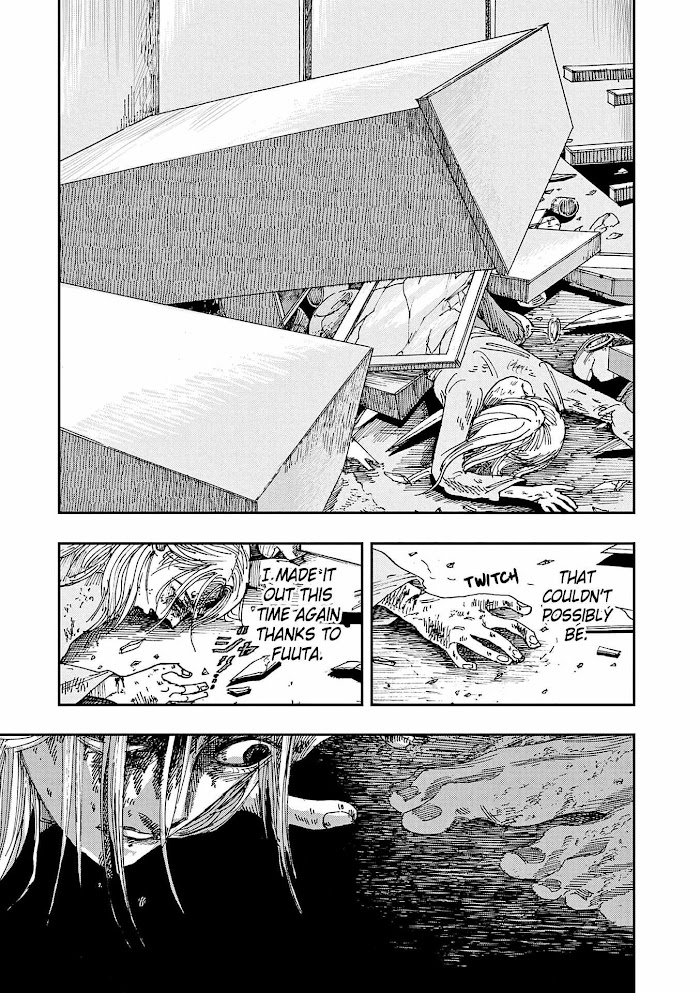 THAT
COULDN'T
POSSIBLY
BE.
TWITCH
I MADE IT
OUT THIS
TIME AGAIN
THANKS TO
FUUTA.